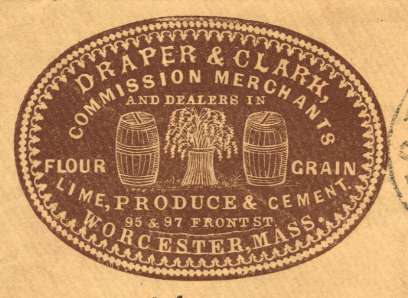 DRAPER & CLARK,
COMMISSION MERCHANTS
AND DEALERS IN
FLOUR GRAIN
LIME, PRODUCE & CEMENT,
95 & 97 FRONT ST.
WORCESTER, MASS.